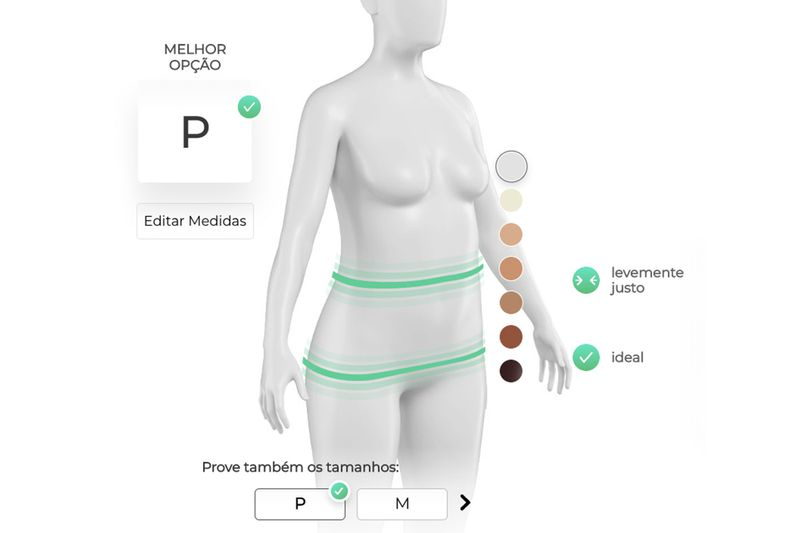 MELHOR
OPÇÃO
P
Editar Medidas
levemente
justo
ideal
Prove também os tamanhos:
P
M